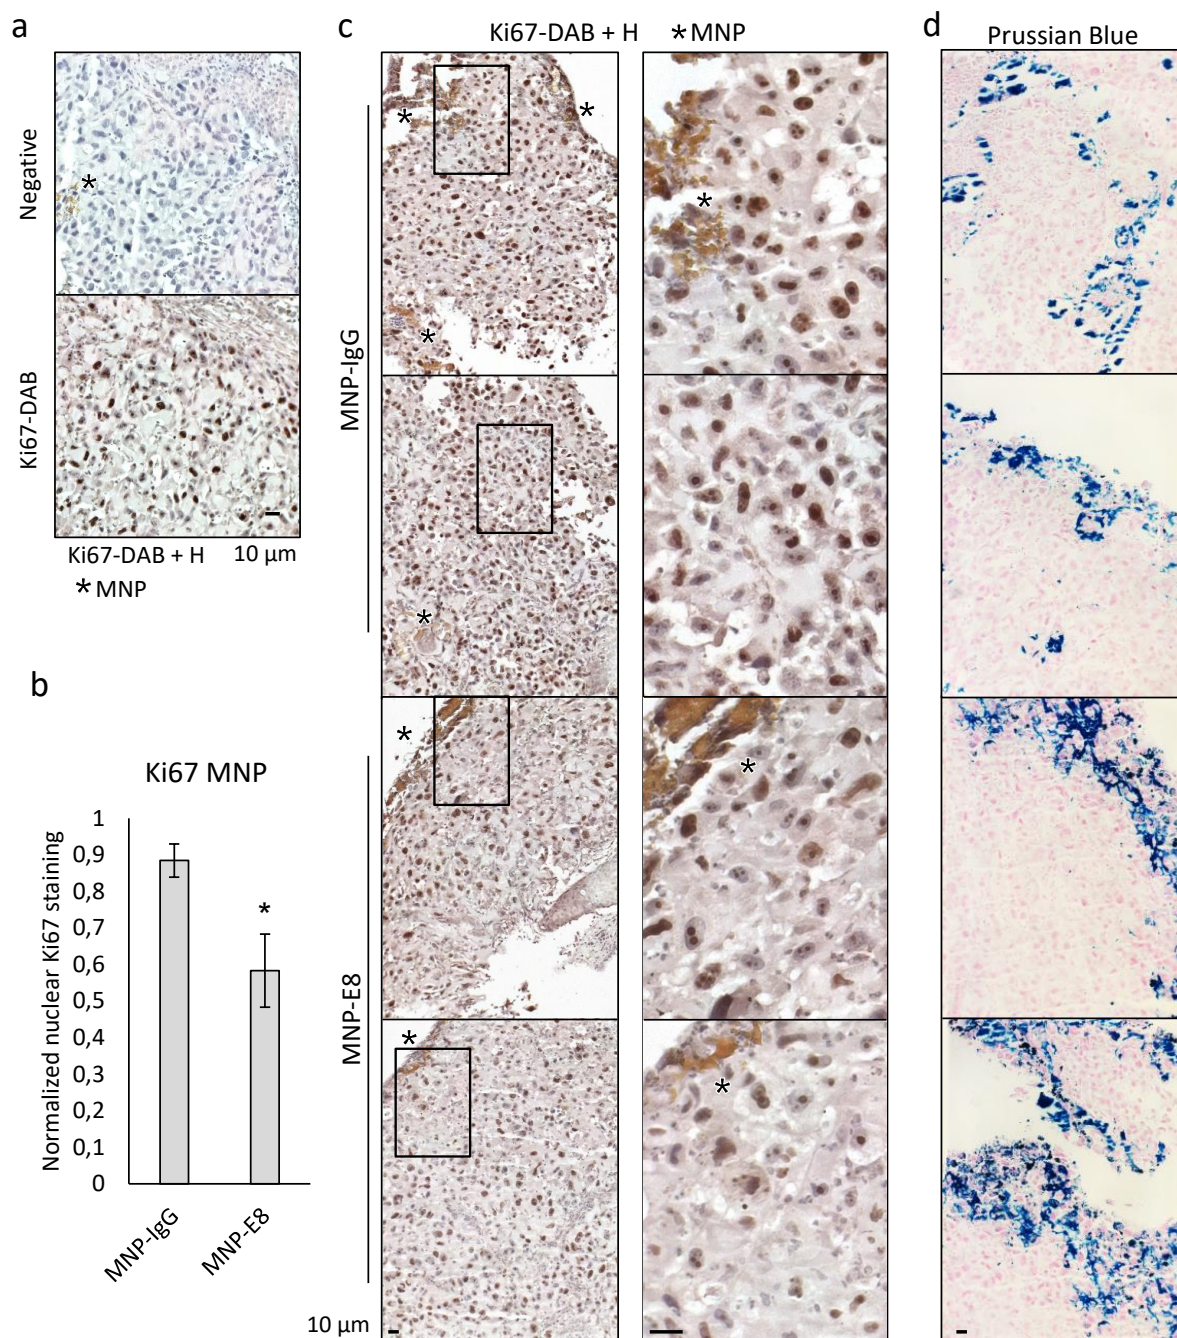 a
Negative
*
Ki67-DAB
Ki67-DAB + H 10 µm
* MNP
b
Ki67 MNP
Normalized nuclear Ki67 staining
1
0,9
0,8
0,7
0,6
0,5
0,4
0,3
0,2
0,1
0
*
MNP-IgG
MNP-E8
c
Ki67-DAB + H * MNP
MNP-IgG
* *
*
*
*
MNP-E8
*
*
*
*
10 µm
d
Prussian Blue